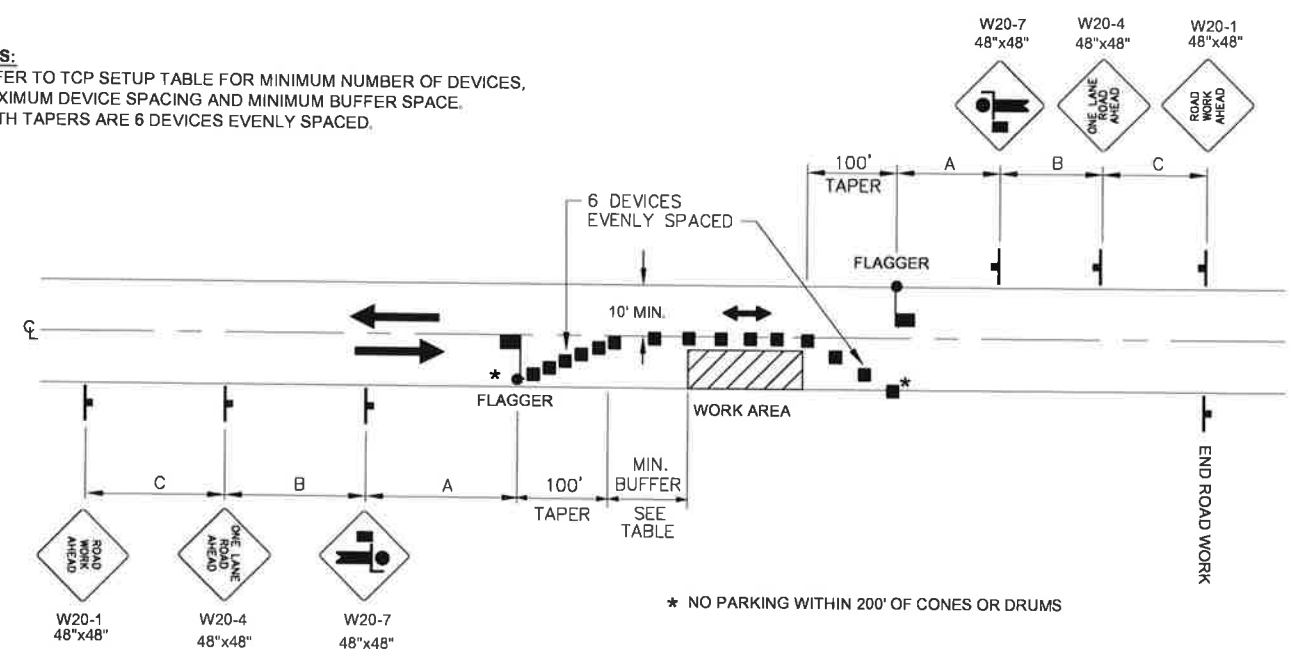 S:
FER TO TCP SETUP TABLE FOR MINIMUM NUMBER OF DEVICES,
XIMUM DEVICE SPACING AND MINIMUM BUFFER SPACE.
TH TAPERS ARE 6 DEVICES EVENLY SPACED.
W20-7
48"x48"
W20-4
48"x48"
W20-1
48"x48"
ONE LANE
ROAD
AHEAD
ROAD
WORK
AHEAD
100'
TAPER
A
B
C
6 DEVICES
EVENLY SPACED
FLAGGER
10' MIN.
CL
*
FLAGGER
WORK AREA
*
C
B
A
100'
TAPER
MIN.
BUFFER
SEE
TABLE
END ROAD WORK
ROAD
WORK
AHEAD
ONE LANE
ROAD
AHEAD
W20-1
48"x48"
W20-4
48"x48"
W20-7
48"x48"
* NO PARKING WITHIN 200' OF CONES OR DRUMS